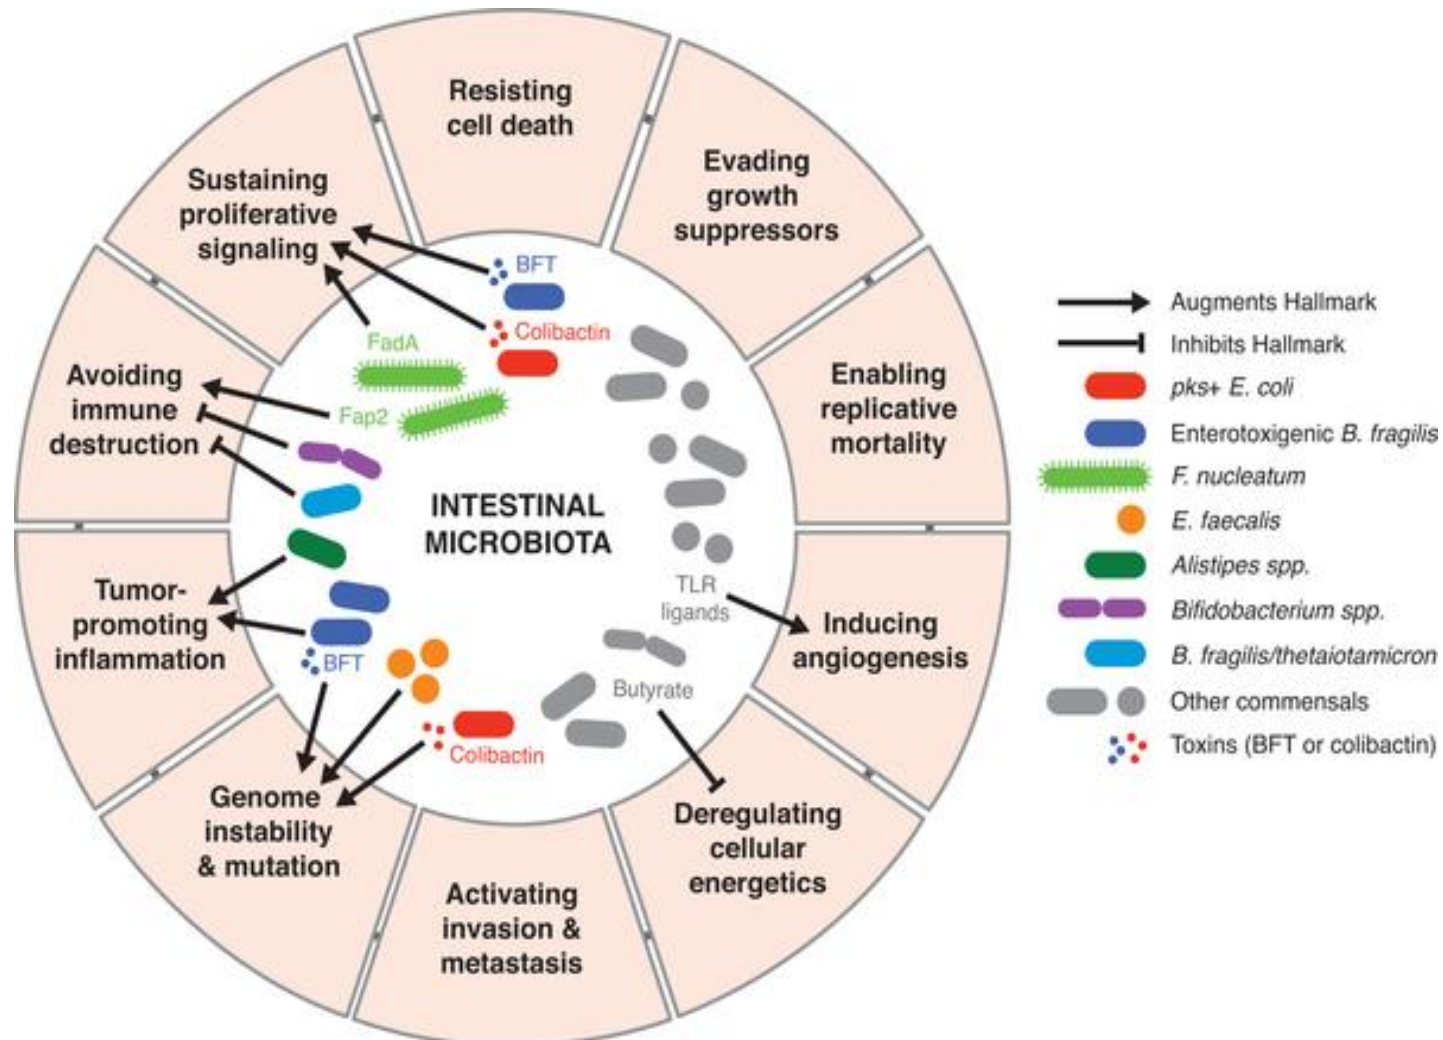 Resisting
cell death
Evading
growth
suppressors
Enabling
replicative
mortality
Inducing
angiogenesis
Deregulating
cellular
energetics
Activating
invasion &
metastasis
Genome
instability
& mutation
Tumor-
promoting
inflammation
Avoiding
immune
destruction
Sustaining
proliferative
signaling
BFT
Colibactin
FadA
Fap2
INTESTINAL
MICROBIOTA
TLR
ligands
Butyrate
BFT
Colibactin
Augments Hallmark
Inhibits Hallmark
pks+ E. coli
Enterotoxigenic B. fragilis
F. nucleatum
E. faecalis
Alistipes spp.
Bifidobacterium spp.
B. fragilis/thetaiotamicron
Other commensals
Toxins (BFT or colibactin)